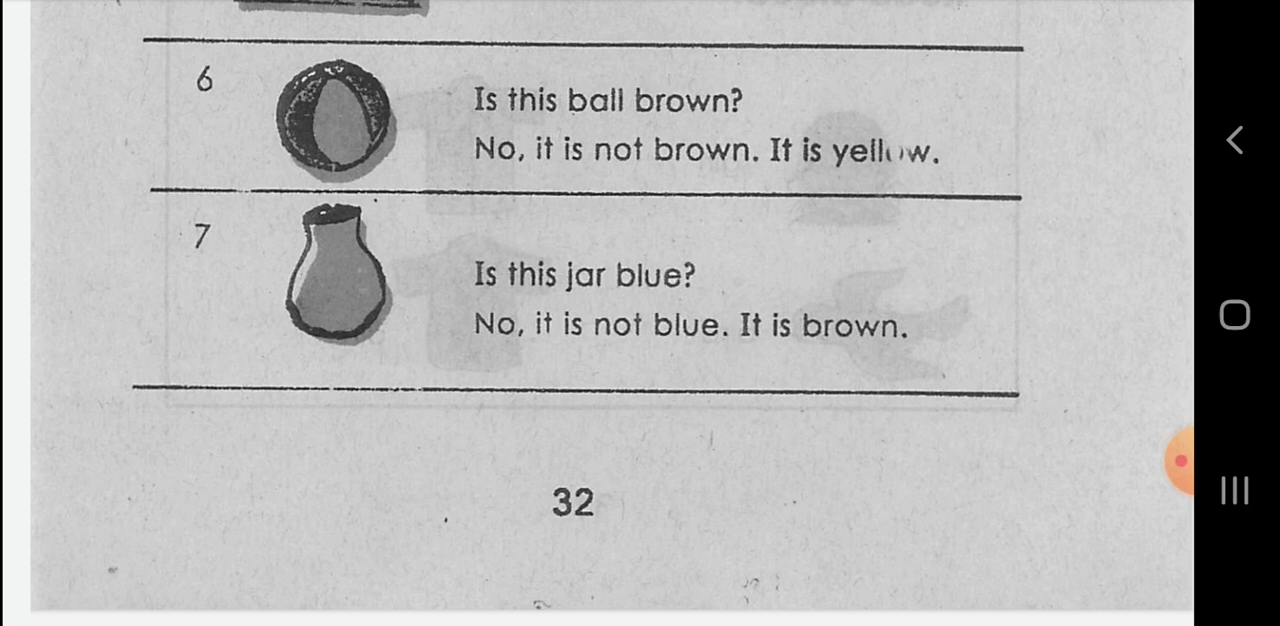 6
Is this ball brown?
No, it is not brown. It is yellow.
7
Is this jar blue?
No, it is not blue. It is brown.
32